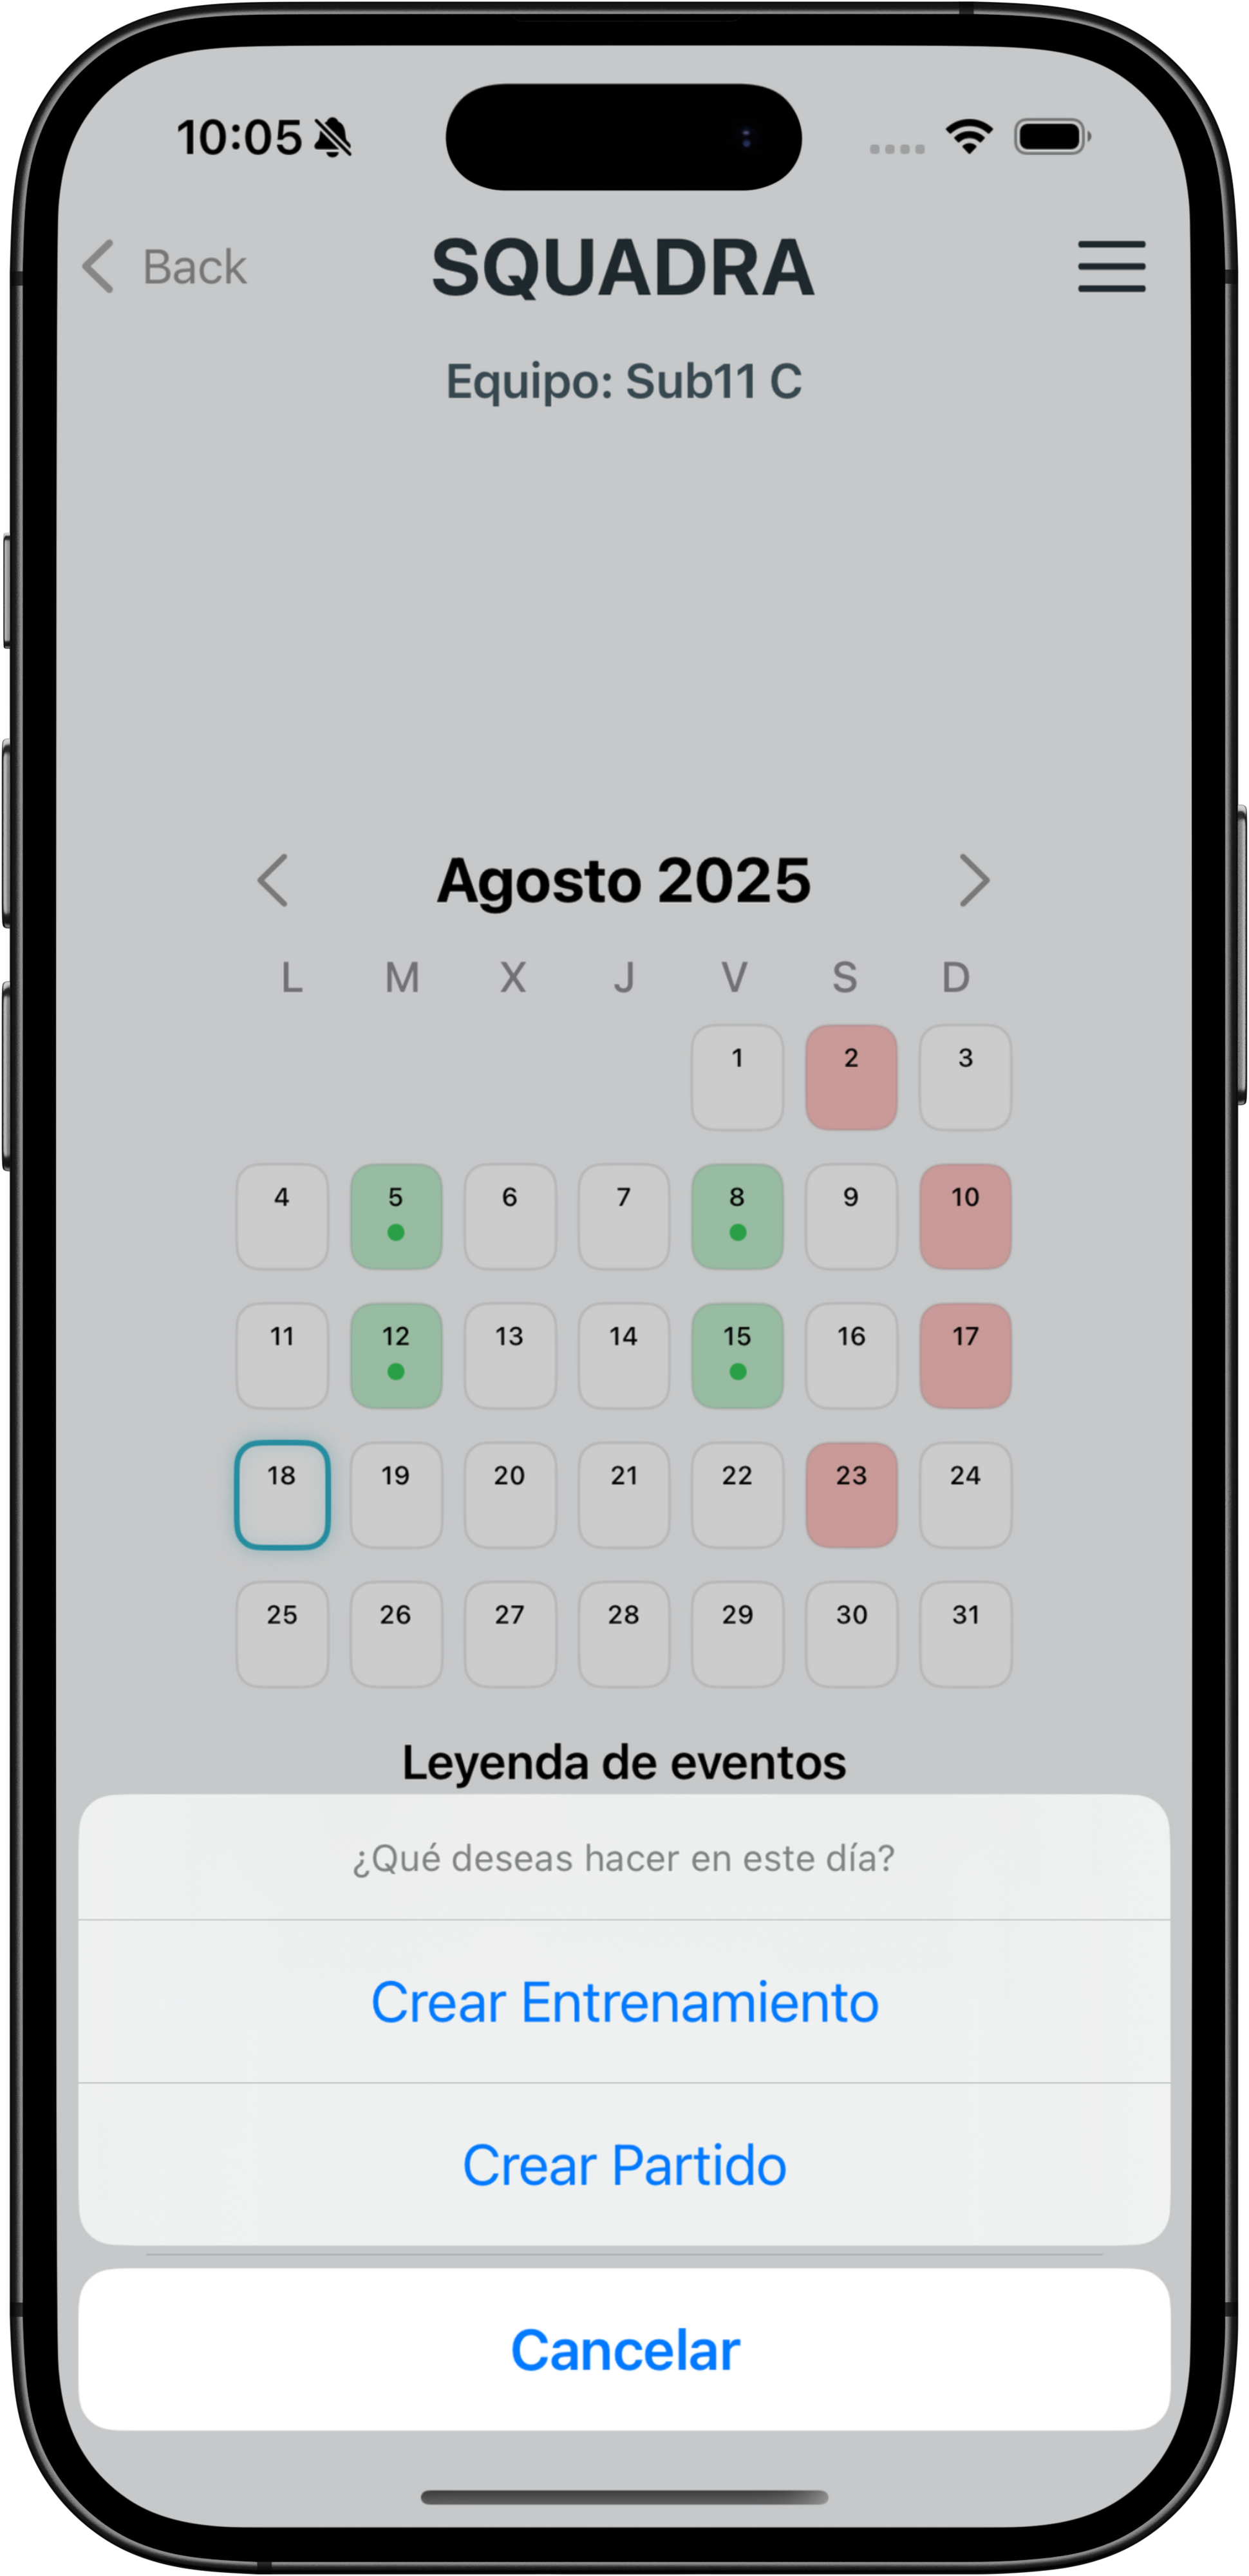 10:05
Back SQUADRA
Equipo: Sub11 C
Agosto 2025
L M X J V S D
1 2 3
4 5 6 7 8 9 10
11 12 13 14 15 16 17
18 19 20 21 22 23 24
25 26 27 28 29 30 31
Leyenda de eventos
¿Qué deseas hacer en este día?
Crear Entrenamiento
Crear Partido
Cancelar